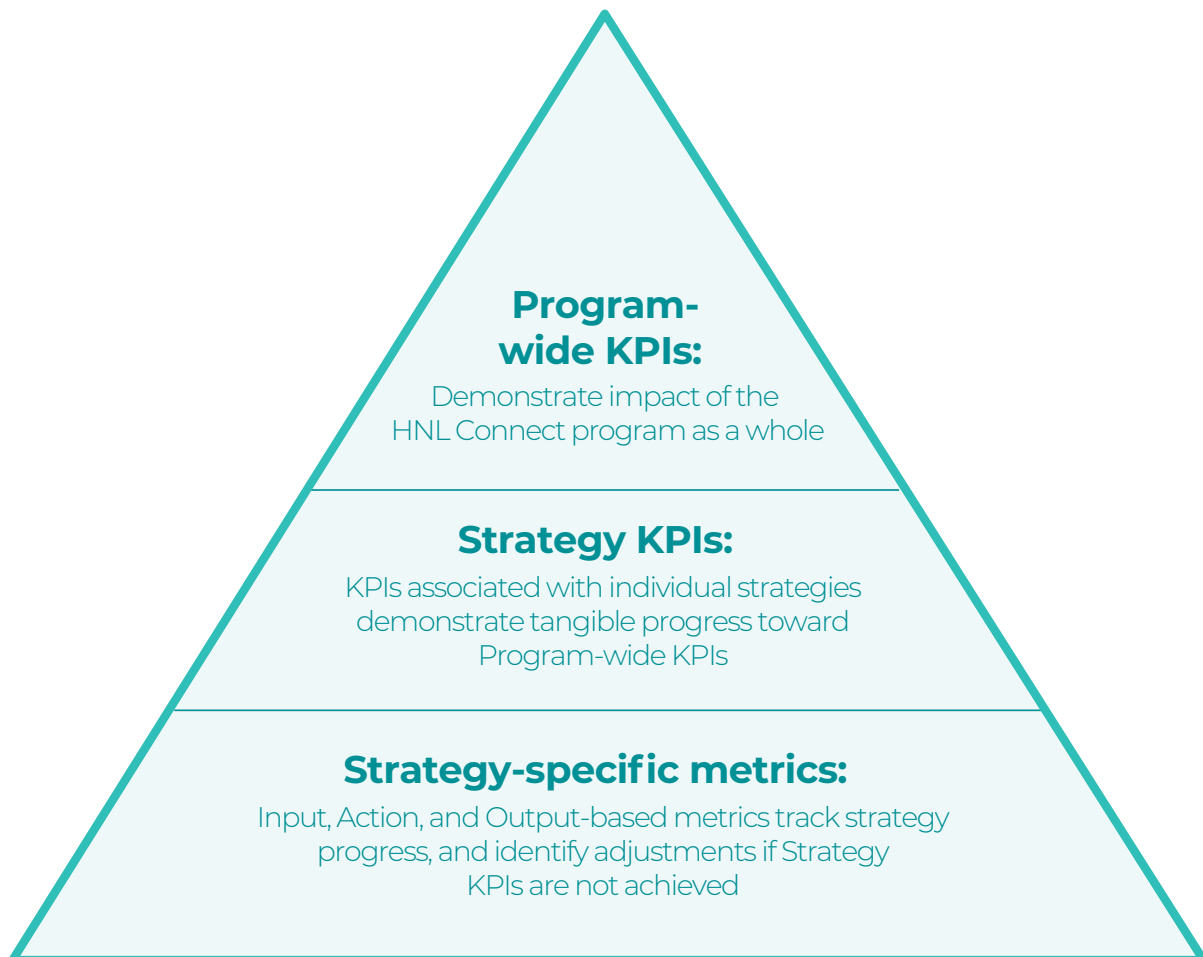 Program-
wide KPIs:
Demonstrate impact of the
HNL Connect program as a whole
Strategy KPIs:
KPIs associated with individual strategies
demonstrate tangible progress toward
Program-wide KPIs
Strategy-specific metrics:
Input, Action, and Output-based metrics track strategy
progress, and identify adjustments if Strategy
KPIs are not achieved